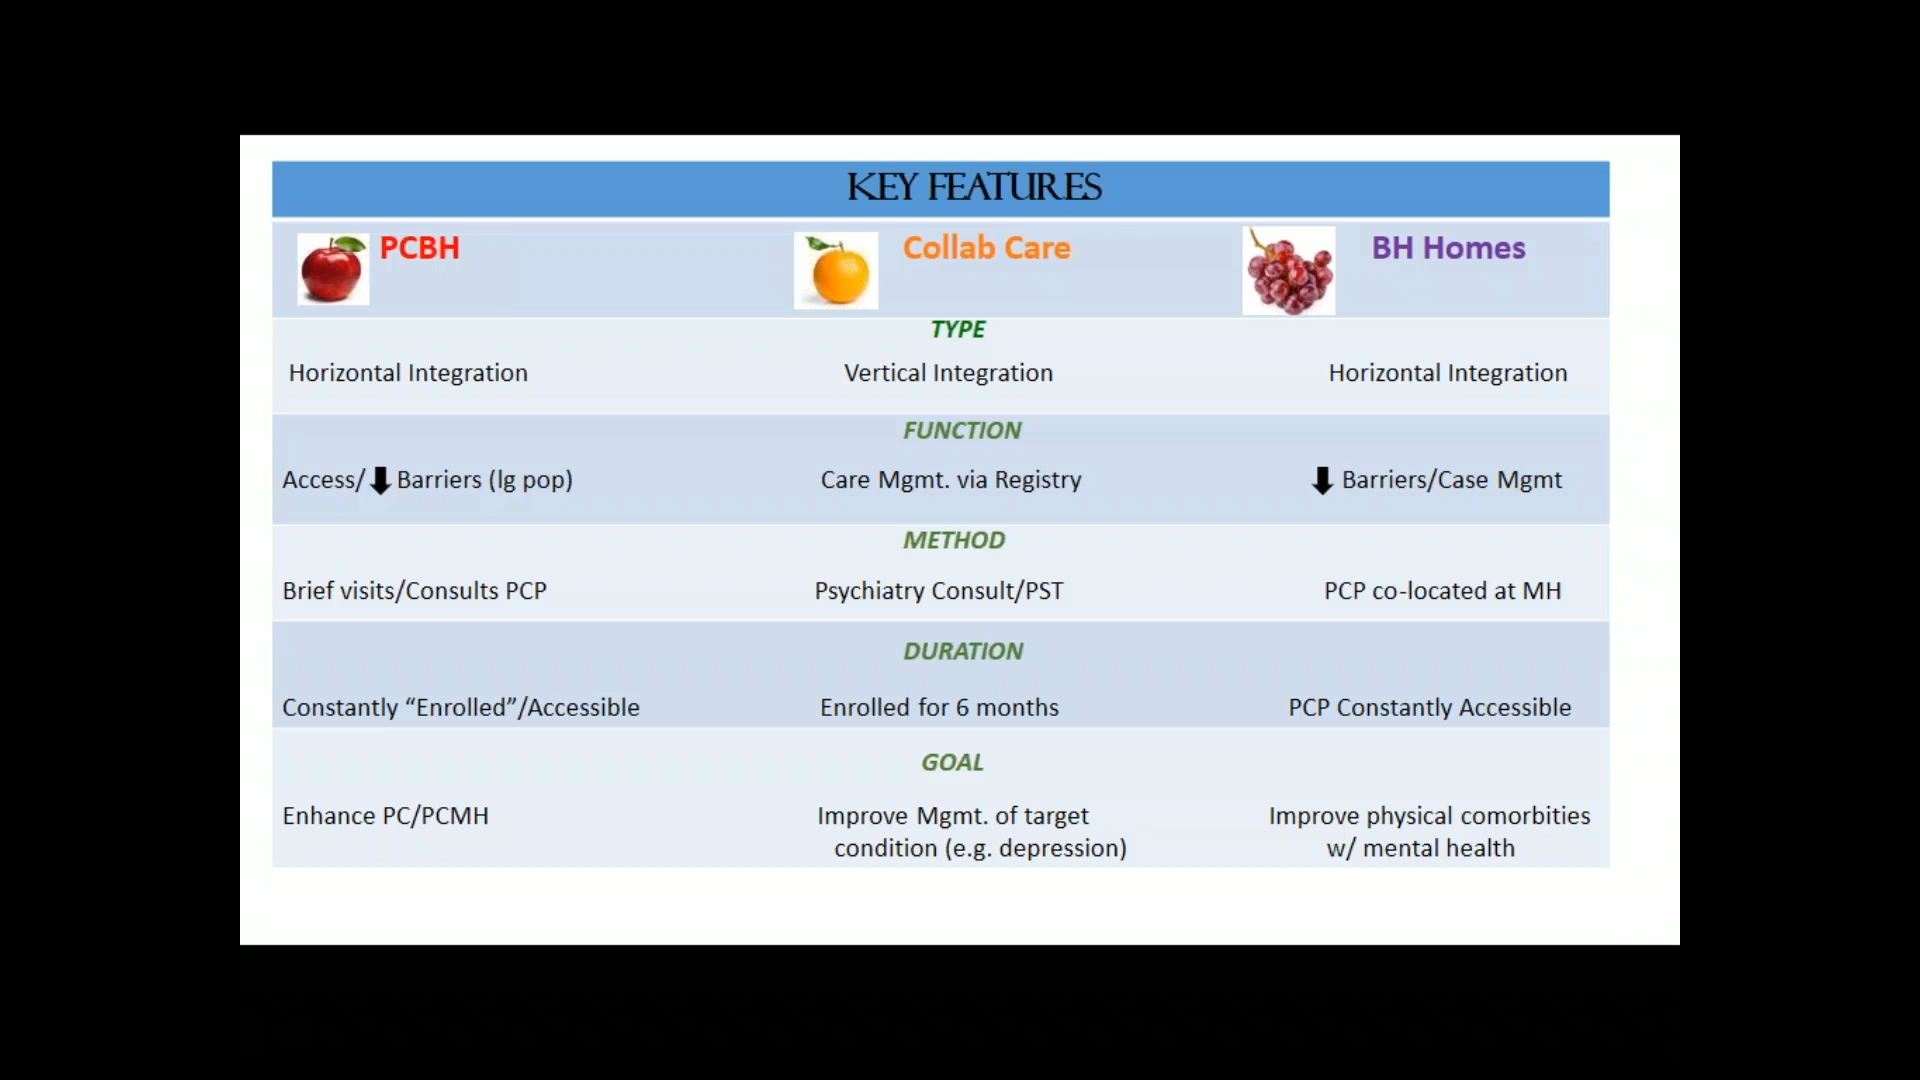 KEY FEATURES
PCBH Collab Care BH Homes
TYPE
Horizontal Integration Vertical Integration Horizontal Integration
FUNCTION
Access/⬇Barriers (lg pop) Care Mgmt. via Registry ⬇ Barriers/Case Mgmt
METHOD
Brief visits/Consults PCP Psychiatry Consult/PST PCP co-located at MH
DURATION
Constantly “Enrolled”/Accessible Enrolled for 6 months PCP Constantly Accessible
GOAL
Enhance PC/PCMH Improve Mgmt. of target Improve physical comorbities
condition (e.g. depression) w/ mental health